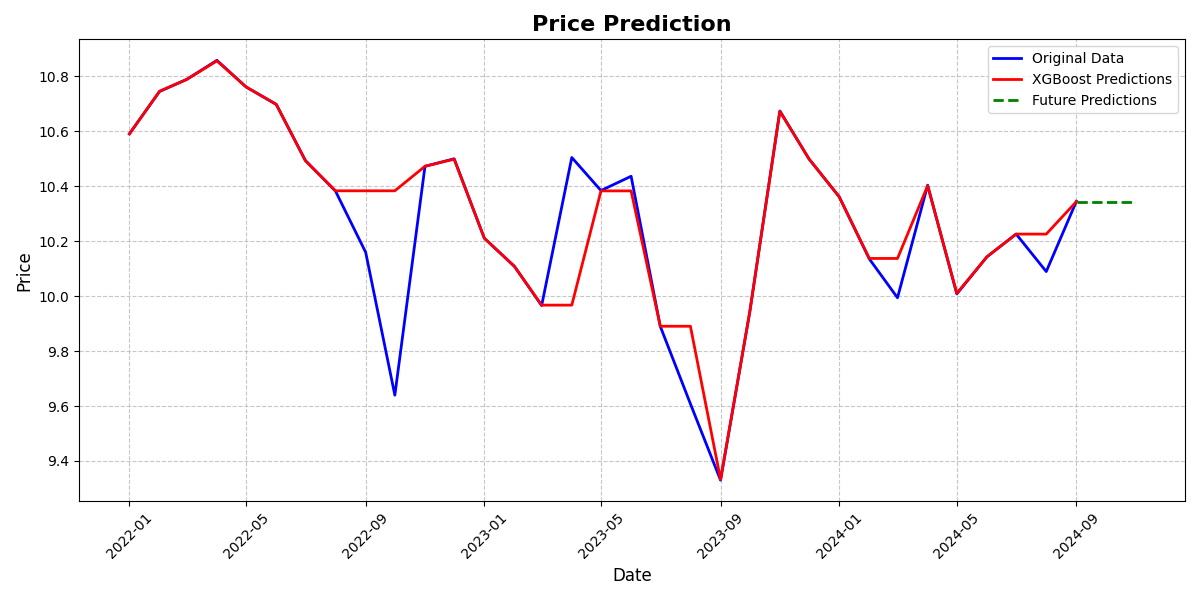 Price Prediction
Original Data
XGBoost Predictions
Future Predictions
Price
10.8
10.6
10.4
10.2
10.0
9.8
9.6
9.4
2022-01
2022-05
2022-09
2023-01
2023-05
2023-09
2024-01
2024-05
2024-09
Date